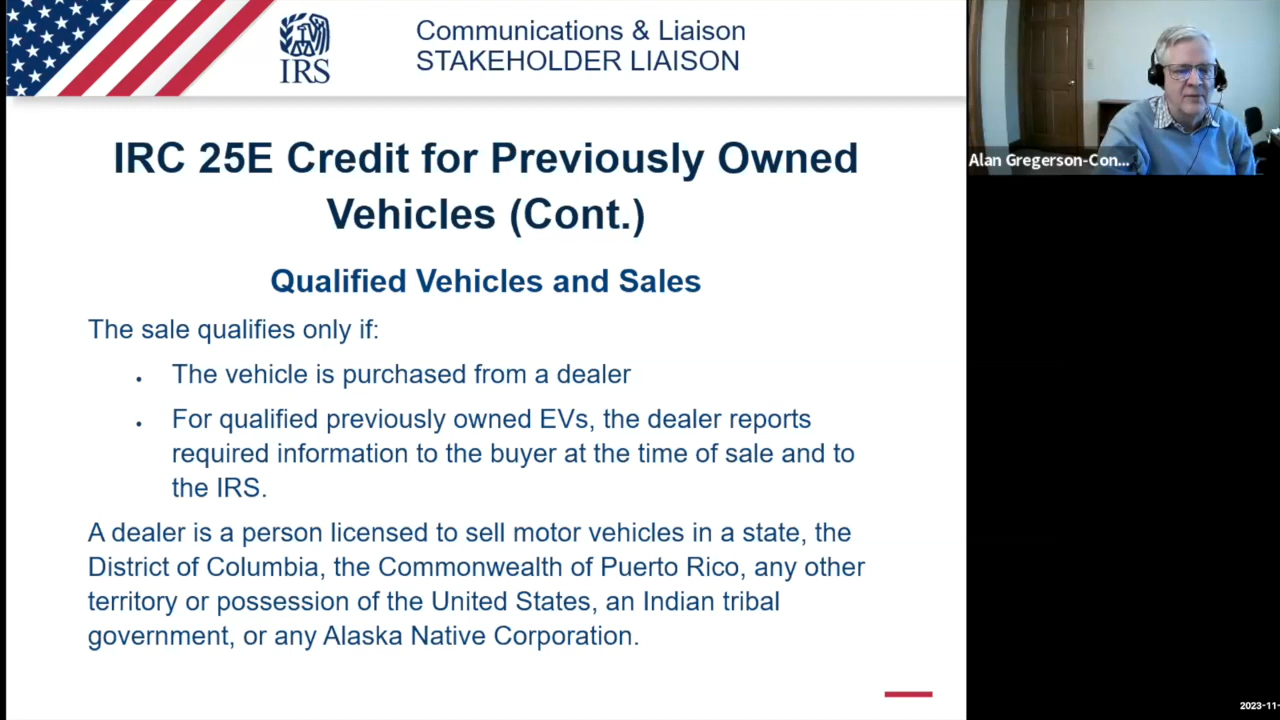 IRS
Communications & Liaison
STAKEHOLDER LIAISON
IRC 25E Credit for Previously Owned
Vehicles (Cont.)
Qualified Vehicles and Sales
The sale qualifies only if:
• The vehicle is purchased from a dealer
• For qualified previously owned EVs, the dealer reports
required information to the buyer at the time of sale and to
the IRS.
A dealer is a person licensed to sell motor vehicles in a state, the
District of Columbia, the Commonwealth of Puerto Rico, any other
territory or possession of the United States, an Indian tribal
government, or any Alaska Native Corporation.
Alan Gregerson-Con...
2023-11-